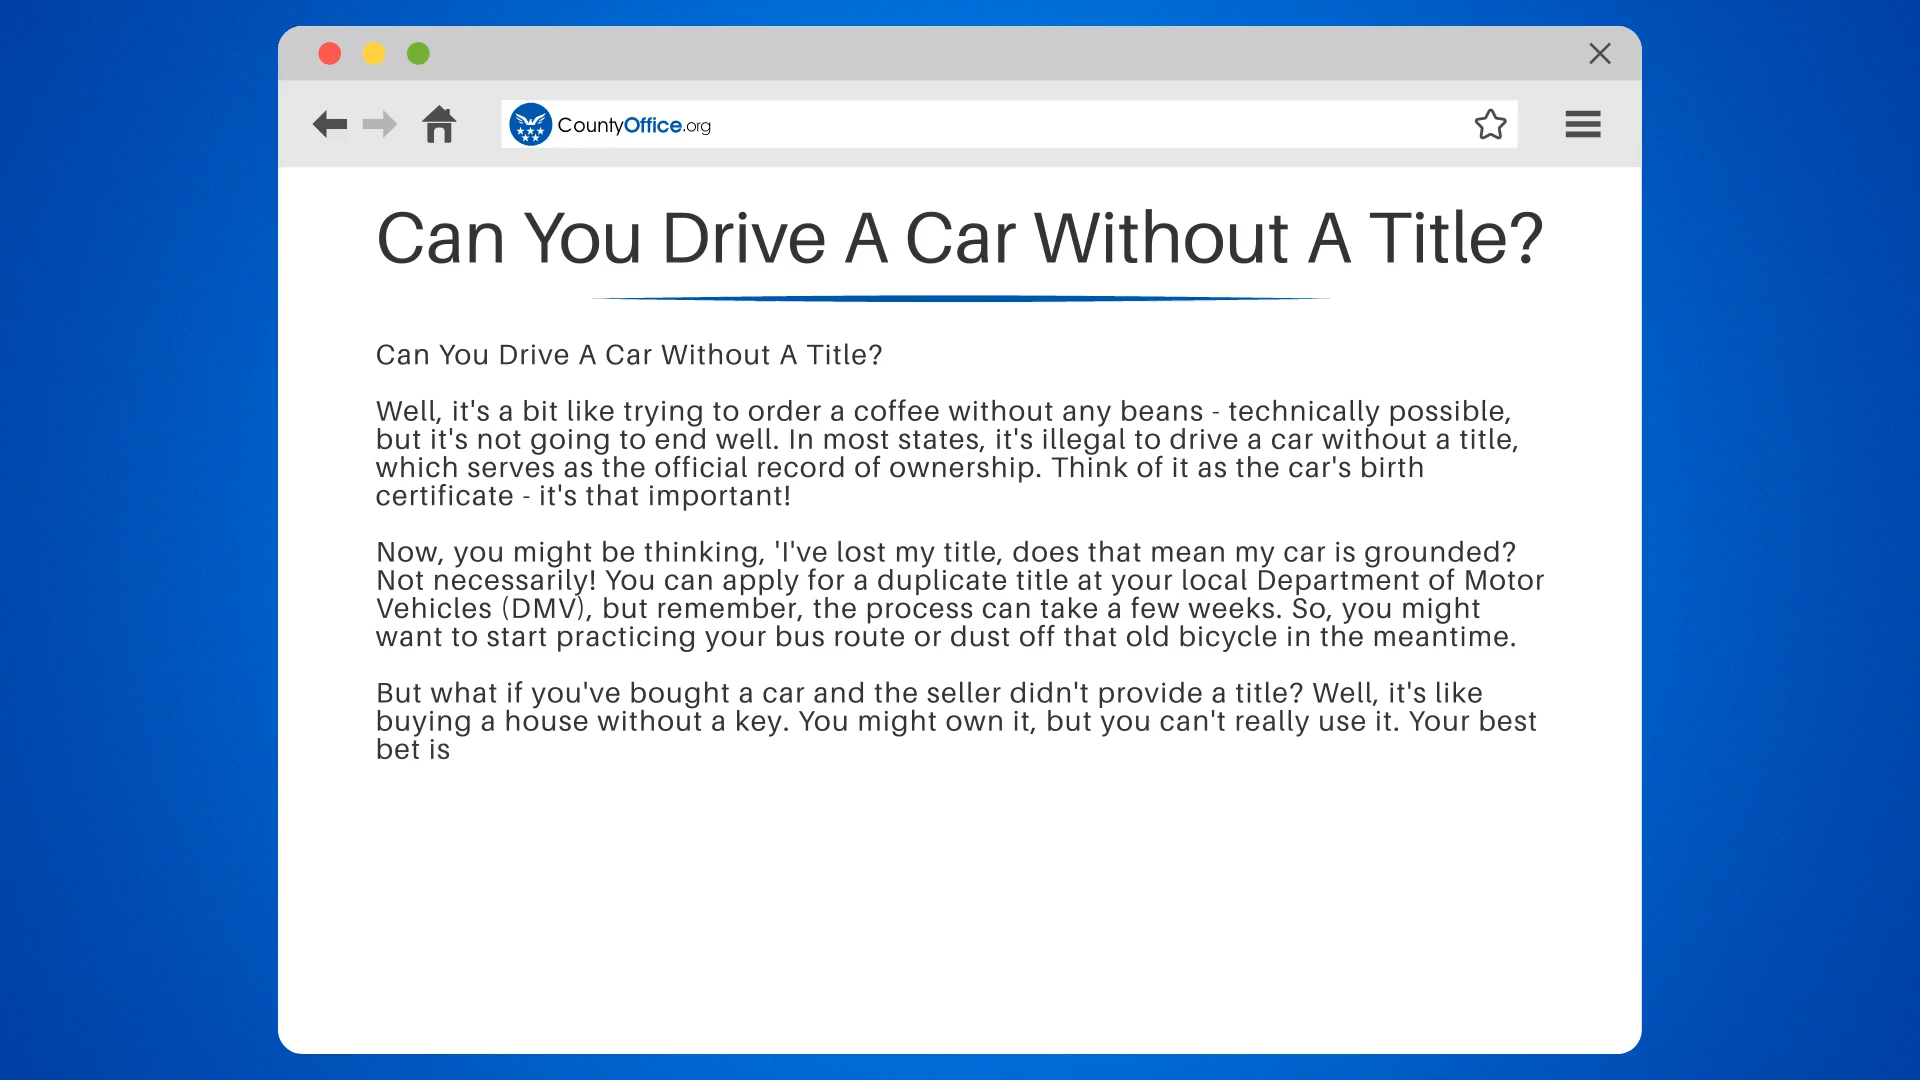 CountyOffice.org
Can You Drive A Car Without A Title?
Can You Drive A Car Without A Title?
Well, it's a bit like trying to order a coffee without any beans - technically possible,
but it's not going to end well. In most states, it's illegal to drive a car without a title,
which serves as the official record of ownership. Think of it as the car's birth
certificate - it's that important!
Now, you might be thinking, 'I've lost my title, does that mean my car is grounded?
Not necessarily! You can apply for a duplicate title at your local Department of Motor
Vehicles (DMV), but remember, the process can take a few weeks. So, you might
want to start practicing your bus route or dust off that old bicycle in the meantime.
But what if you've bought a car and the seller didn't provide a title? Well, it's like
buying a house without a key. You might own it, but you can't really use it. Your best
bet is